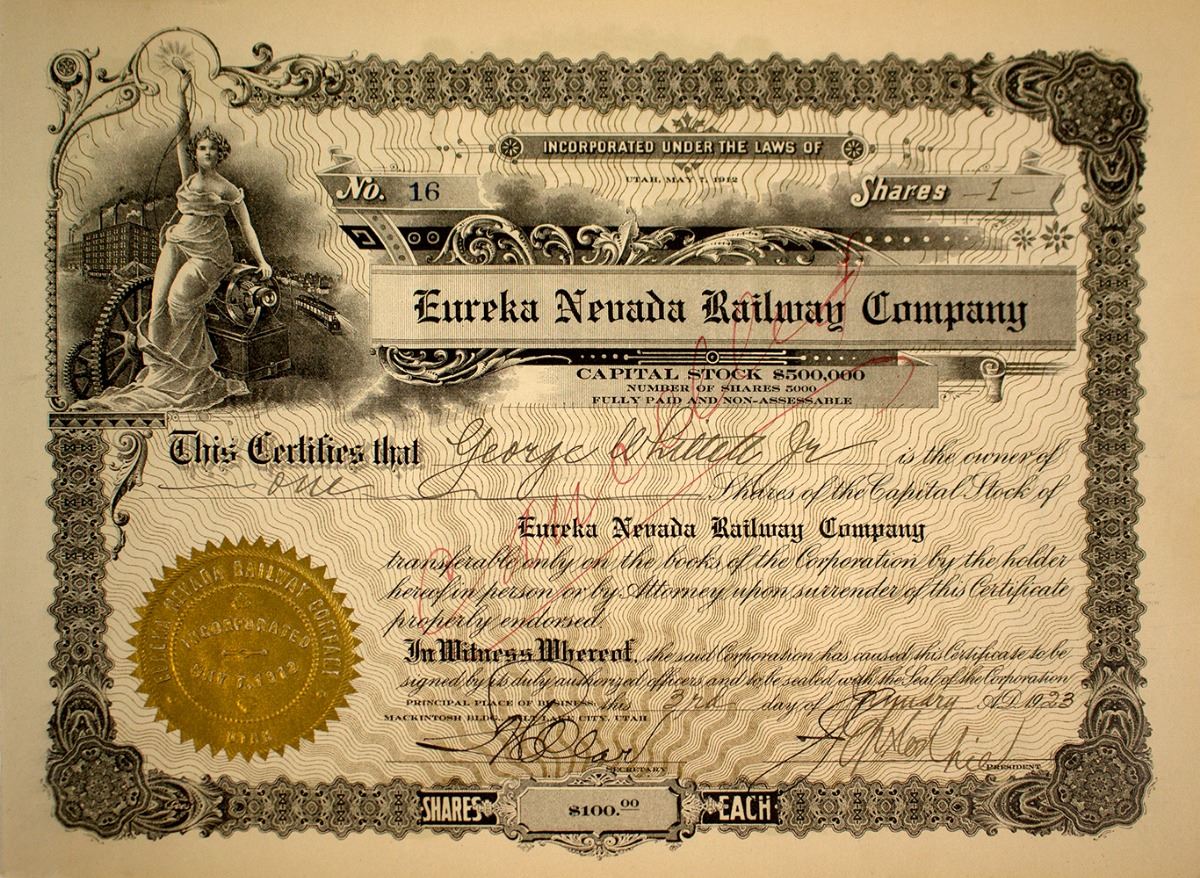 INCORPORATED UNDER THE LAWS OF
UTAH, MAY 7, 1912
No. 16
Shares -1-
Eureka Nevada Railway Company
CAPITAL STOCK $500,000
NUMBER OF SHARES 5000
FULLY PAID AND NON-ASSESSABLE
Cancelled
This Certifies that George Whittell Jr is the owner of
one Shares of the Capital Stock of
Eureka Nevada Railway Company
transferable only on the books of the Corporation by the holder
hereof in person or by Attorney upon surrender of this Certificate
properly endorsed.
In Witness Whereof, the said Corporation has caused this Certificate to be
signed by its duly authorized officers and to be sealed with the Seal of the Corporation
PRINCIPAL PLACE OF BUSINESS, this 3rd day of February A.D. 1923
MACKINTOSH BLDG. SALT LAKE CITY, UTAH
SECRETARY
PRESIDENT
EUREKA NEVADA RAILWAY COMPANY
INCORPORATED
MAY 7, 1912
UTAH
SHARES $100.00 EACH